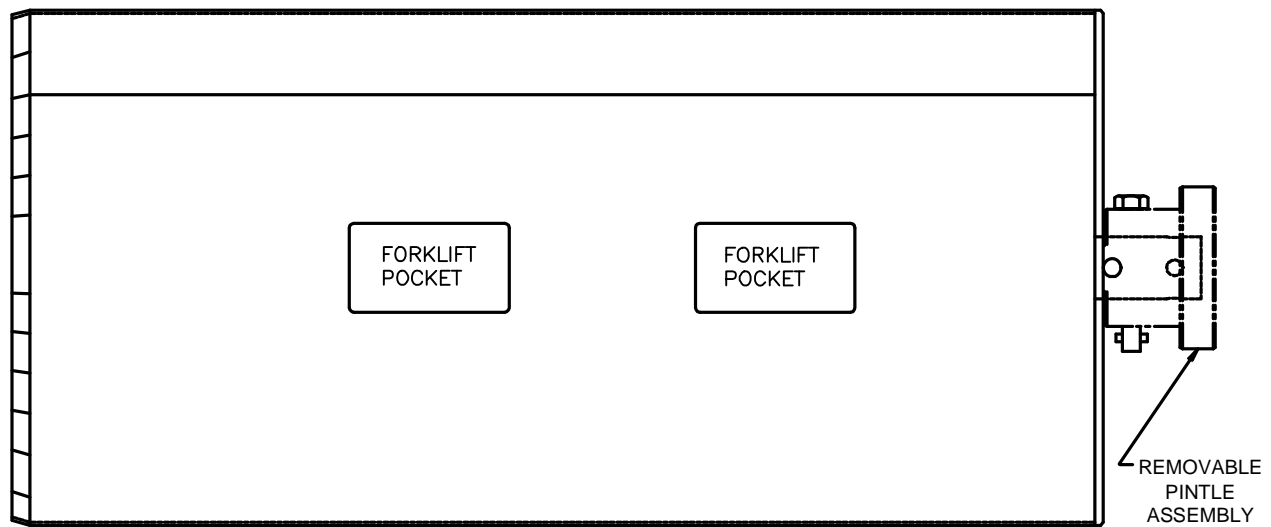 FORKLIFT
POCKET
FORKLIFT
POCKET
REMOVABLE
PINTLE
ASSEMBLY